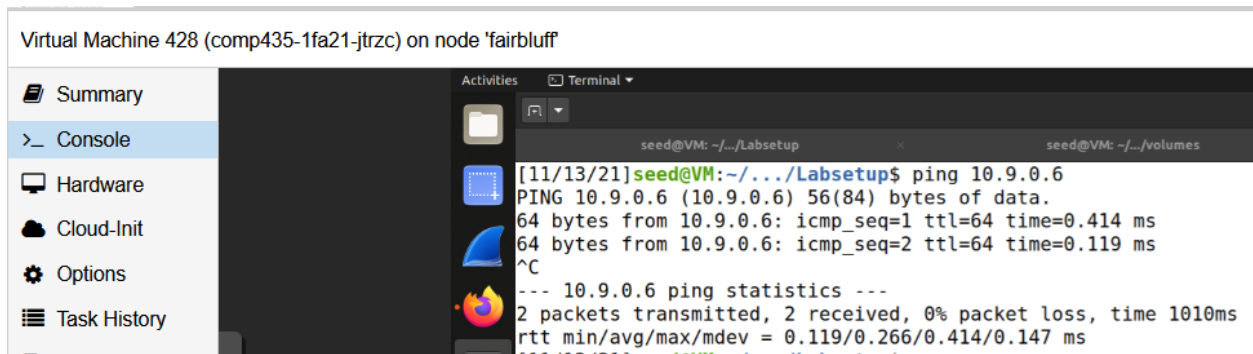 Virtual Machine 428 (comp435-1fa21-jtrzc) on node 'fairbluff'
Summary
Console
Hardware
Cloud-Init
Options
Task History
Activities
Terminal
seed@VM: ~/.../Labsetup
seed@VM: ~/.../volumes
[11/13/21]seed@VM:~/.../Labsetup$ ping 10.9.0.6
PING 10.9.0.6 (10.9.0.6) 56(84) bytes of data.
64 bytes from 10.9.0.6: icmp_seq=1 ttl=64 time=0.414 ms
64 bytes from 10.9.0.6: icmp_seq=2 ttl=64 time=0.119 ms
^C
--- 10.9.0.6 ping statistics ---
2 packets transmitted, 2 received, 0% packet loss, time 1010ms
rtt min/avg/max/mdev = 0.119/0.266/0.414/0.147 ms